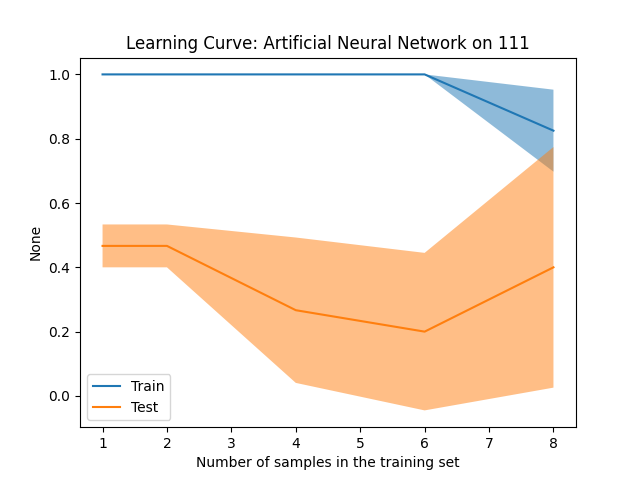 Learning Curve: Artificial Neural Network on 111
None
1.0
0.8
0.6
0.4
0.2
0.0
Train
Test
1 2 3 4 5 6 7 8
Number of samples in the training set